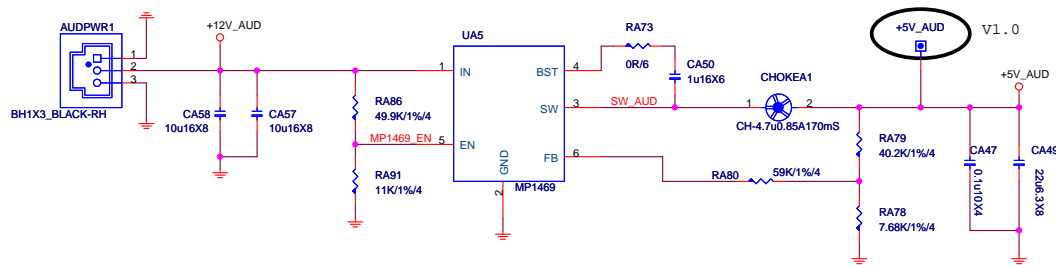 AUDPWR1
1
2
3
BH1X3_BLACK-RH
+12V_AUD
CA58
10u16X8
CA57
10u16X8
RA86
49.9K/1%/4
MP1469_EN
RA91
11K/1%/4
UA5
1
IN
BST
4
SW
3
5
EN
FB
6
GND
2
MP1469
RA73
0R/6
CA50
1u16X6
SW_AUD
CHOKEA1
1
2
CH-4.7u0.85A170mS
RA80
59K/1%/4
RA79
40.2K/1%/4
RA78
7.68K/1%/4
+5V_AUD
V1.0
+5V_AUD
CA47
0.1u10X4
CA49
22u6.3X8